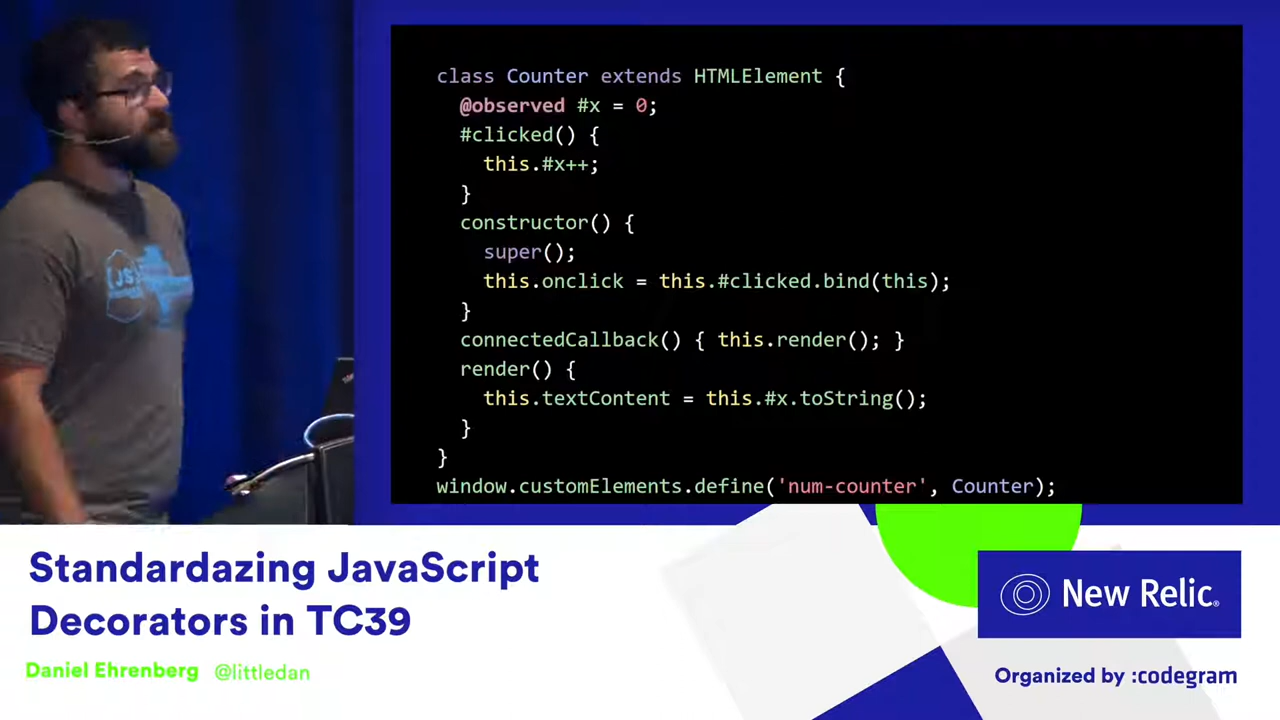 class Counter extends HTMLElement {
@observed #x = 0;
#clicked() {
this.#x++;
}
constructor() {
super();
this.onclick = this.#clicked.bind(this);
}
connectedCallback() { this.render(); }
render() {
this.textContent = this.#x.toString();
}
}
window.customElements.define('num-counter', Counter);
JS
Standardazing JavaScript
Decorators in TC39
Daniel Ehrenberg @littledan
New Relic.
Organized by :codegram